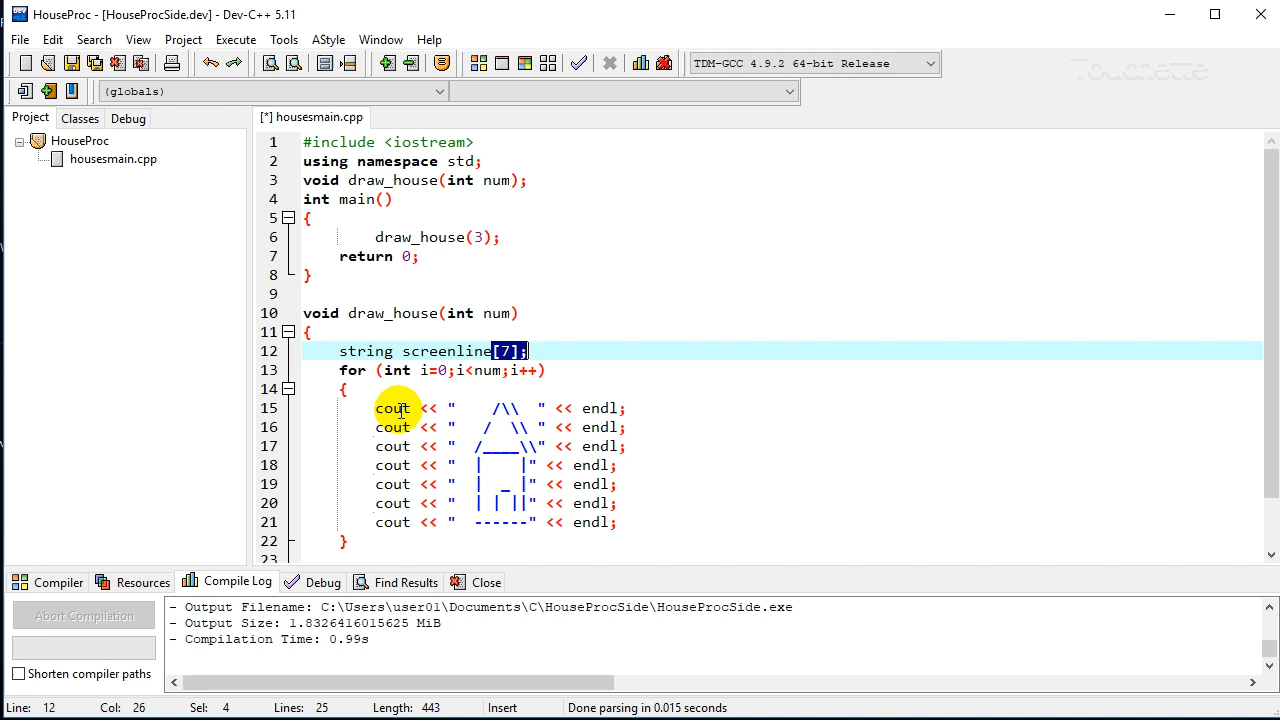 HouseProc - [HouseProcSide.dev] - Dev-C++ 5.11
File Edit Search View Project Execute Tools AStyle Window Help
TDM-GCC 4.9.2 64-bit Release
(globals)
Project Classes Debug
[*] housesmain.cpp
HouseProc
housesmain.cpp
1 #include <iostream>
2 using namespace std;
3 void draw_house(int num);
4 int main()
5 {
6 draw_house(3);
7 return 0;
8 }
9
10 void draw_house(int num)
11 {
12 string screenline[7];
13 for (int i=0;i<num;i++)
14 {
15 cout << "    /\\  " << endl;
16 cout << "   /  \\ " << endl;
17 cout << "  /____\\" << endl;
18 cout << "  |    |" << endl;
19 cout << "  |  _ |" << endl;
20 cout << "  | | ||" << endl;
21 cout << "  ------" << endl;
22 }
23
Compiler Resources Compile Log Debug Find Results Close
Abort Compilation
Shorten compiler paths
- Output Filename: C:\Users\user01\Documents\C\HouseProcSide\HouseProcSide.exe
- Output Size: 1.8326416015625 MiB
- Compilation Time: 0.99s
Line: 12 Col: 26 Sel: 4 Lines: 25 Length: 443 Insert Done parsing in 0.015 seconds